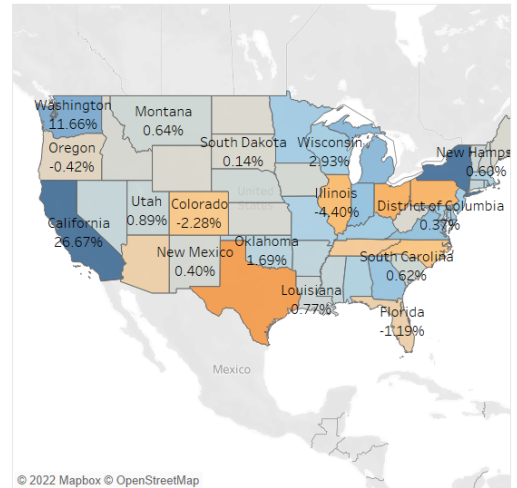 Washington
11.66%
Montana
0.64%
Oregon
-0.42%
South Dakota
0.14%
Wisconsin
2.93%
New Hamps
0.60%
United
States
Utah
0.89%
Colorado
-2.28%
Illinois
-4.40%
District of Columbia
0.37%
California
26.67%
New Mexico
0.40%
Oklahoma
1.69%
South Carolina
0.62%
Louisiana
0.77%
Florida
-1.19%
Mexico
© 2022 Mapbox © OpenStreetMap